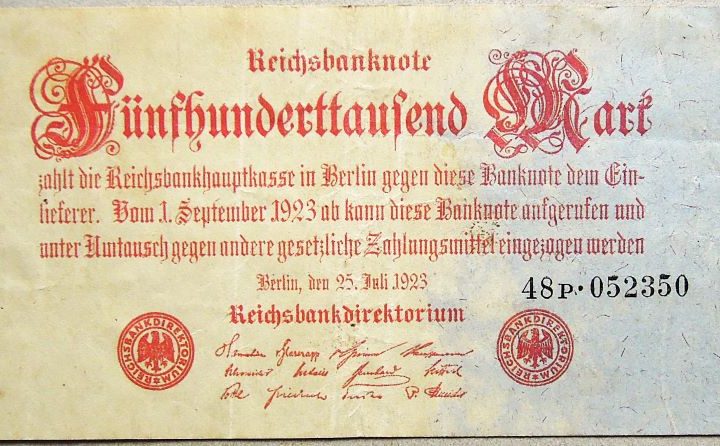 Reichsbanknote
Fünfhunderttausend Mark
zahlt die Reichsbankhauptkasse in Berlin gegen diese Banknote dem Ein-
lieferer. Vom 1. September 1923 ab kann diese Banknote aufgerufen und
unter Umtausch gegen andere gesetzliche Zahlungsmittel eingezogen werden
Berlin, den 25. Juli 1923
48P·052350
Reichsbankdirektorium
REICHSBANKDIREKTORIUM
REICHSBANKDIREKTORIUM